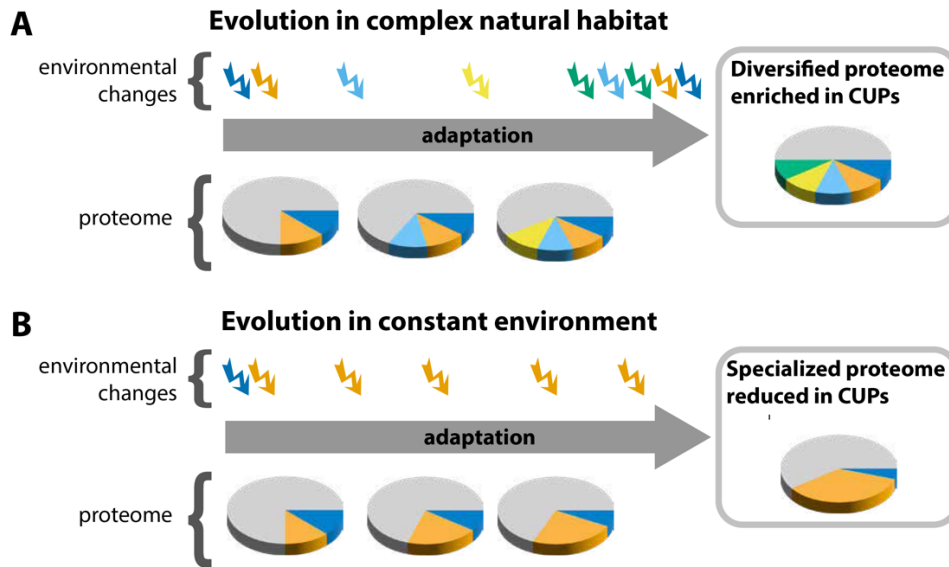 A
Evolution in complex natural habitat
environmental
changes
adaptation
proteome
Diversified proteome
enriched in CUPs
B
Evolution in constant environment
environmental
changes
adaptation
proteome
Specialized proteome
reduced in CUPs